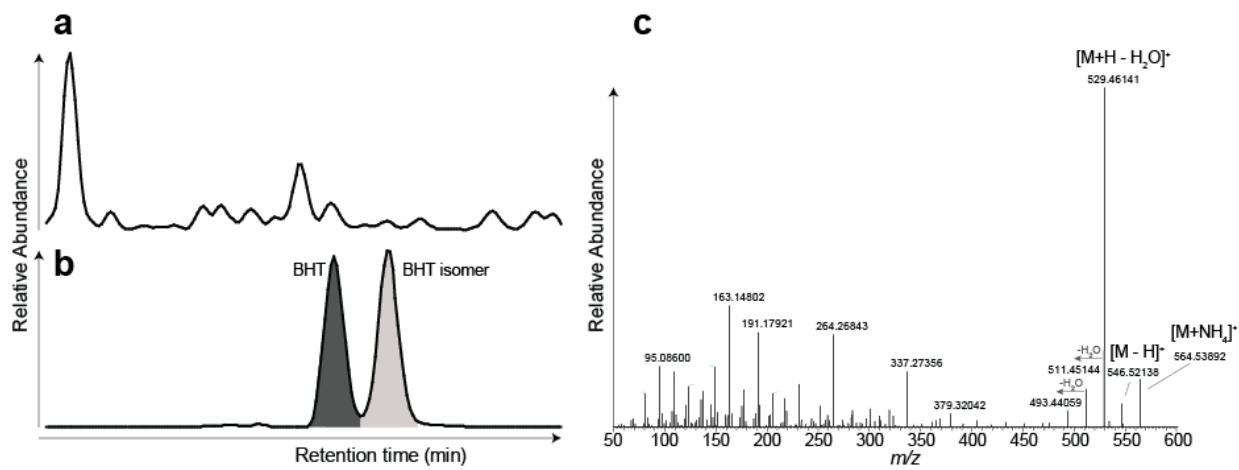 a
Relative Abundance
b
BHT
BHT isomer
Retention time (min)
c
Relative Abundance
[M+H - H₂O]⁺
529.46141
163.14802
191.17921
264.26843
95.08600
337.27356
379.32042
-H₂O
511.45144
-H₂O
493.44059
[M - H]⁺
546.52138
[M+NH₄]⁺
564.53892
50 100 150 200 250 300 350 400 450 500 550 600
m/z